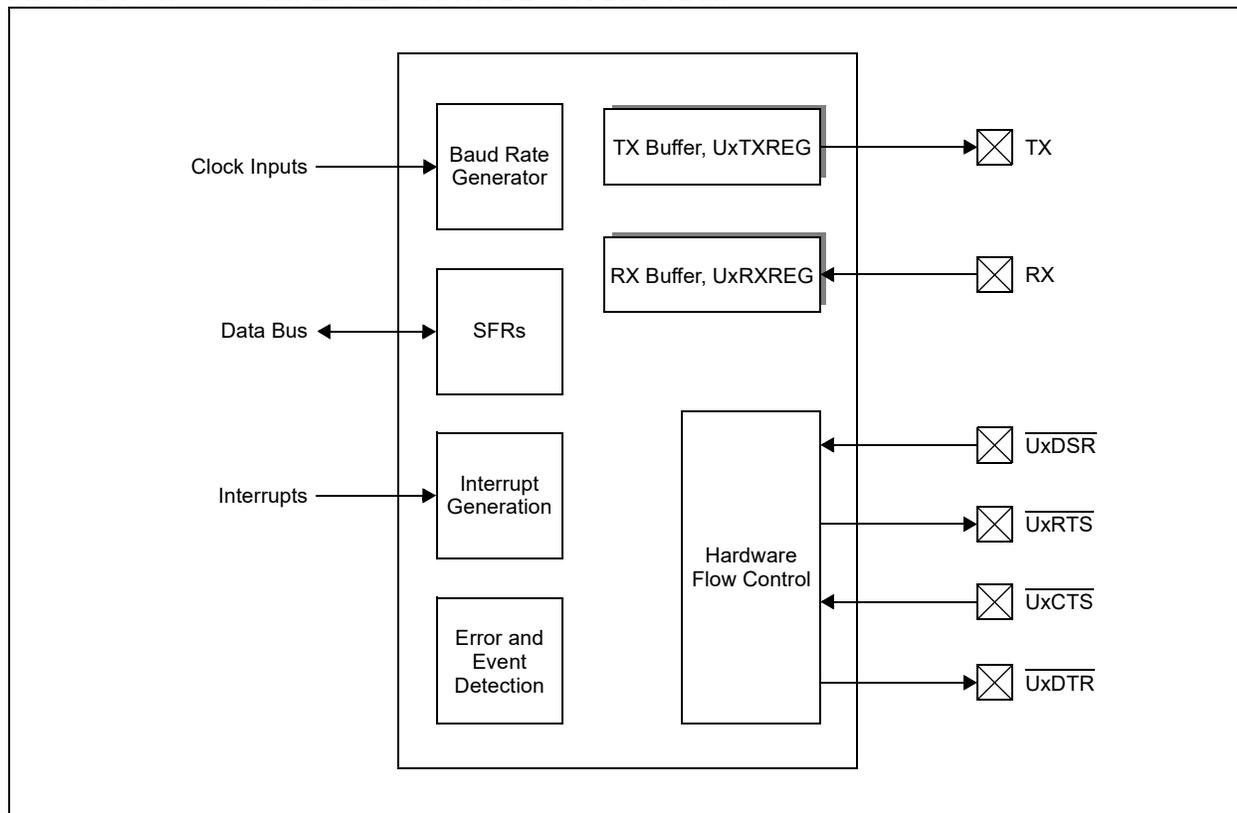 Clock Inputs
Baud Rate
Generator
TX Buffer, UxTXREG
TX
RX Buffer, UxRXREG
RX
Data Bus
SFRs
Interrupts
Interrupt
Generation
Error and
Event
Detection
Hardware
Flow Control
UxDSR
UxRTS
UxCTS
UxDTR